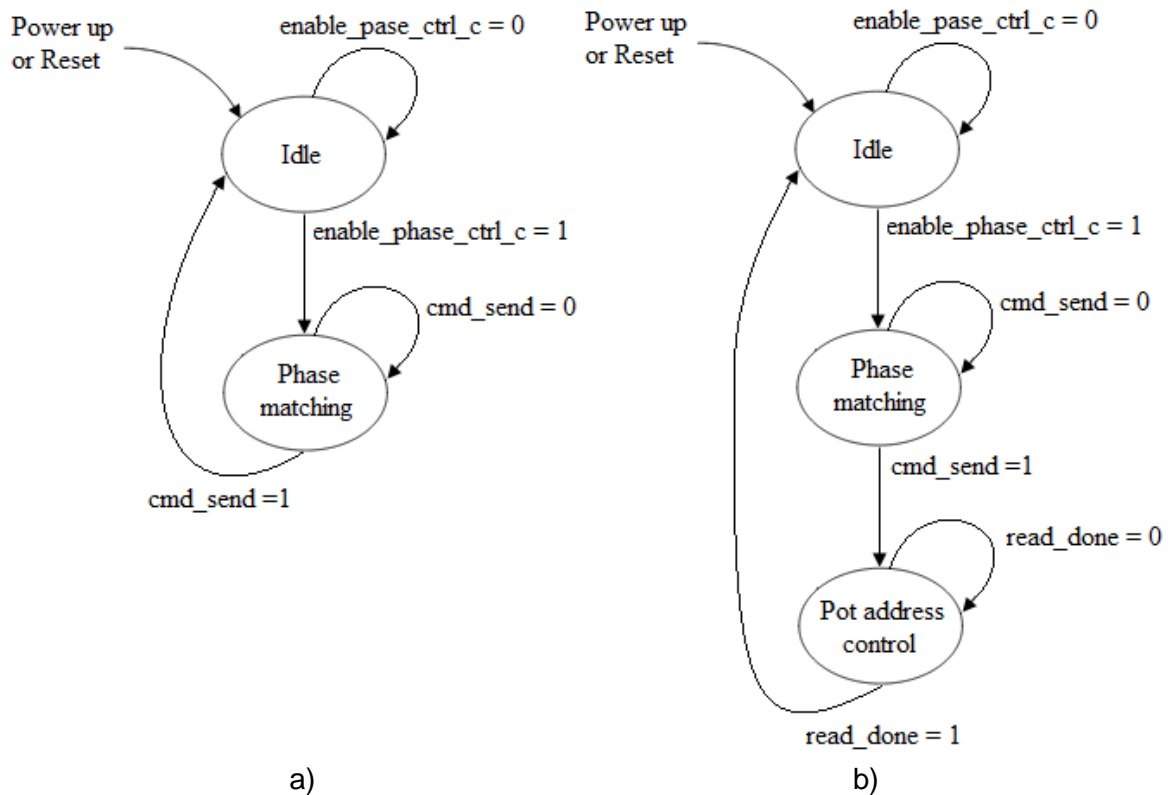 Power up
or Reset
enable_pase_ctrl_c = 0
Idle
enable_phase_ctrl_c = 1
cmd_send = 0
Phase
matching
cmd_send =1
a)
Power up
or Reset
enable_pase_ctrl_c = 0
Idle
enable_phase_ctrl_c = 1
cmd_send = 0
Phase
matching
cmd_send =1
read_done = 0
Pot address
control
read_done = 1
b)